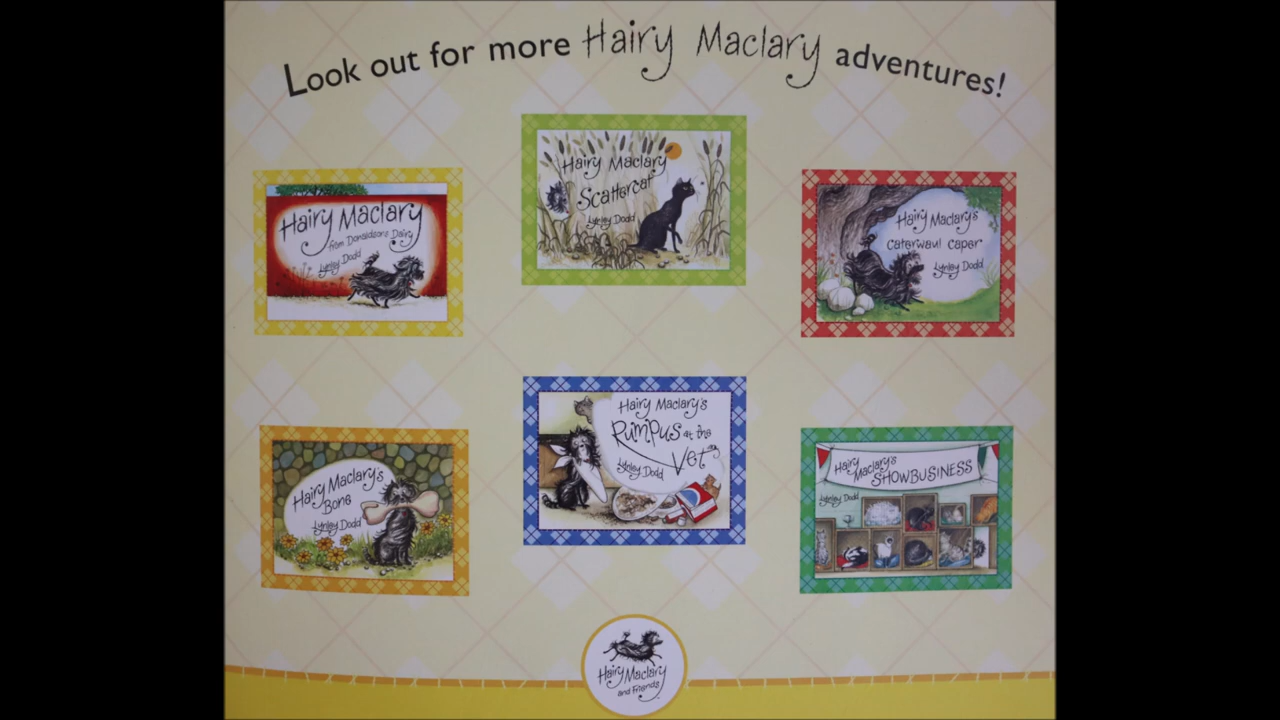 Look out for more Hairy Maclary adventures!
Hairy Maclary
from Donaldson's Dairy
Lynley Dodd
Hairy Maclary
Scattercat
Lynley Dodd
Hairy Maclary's
Caterwaul Caper
Lynley Dodd
Hairy Maclary's
Bone
Lynley Dodd
Hairy Maclary's
Rumpus at the
Vet
Lynley Dodd
Hairy
Maclary's
SHOWBUSINESS
Lynley Dodd
Hairy Maclary
and Friends